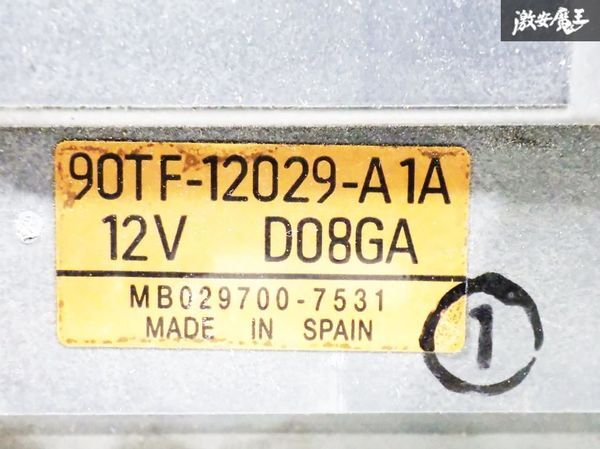 激安魔王
90TF-12029-A1A
12V D08GA
MB029700-7531
MADE IN SPAIN
1